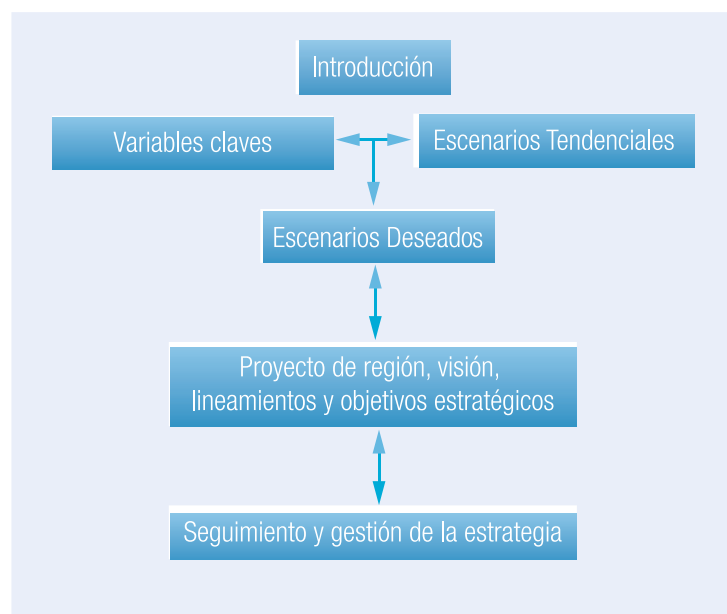 Introducción
Variables claves
Escenarios Tendenciales
Escenarios Deseados
Proyecto de región, visión,
lineamientos y objetivos estratégicos
Seguimiento y gestión de la estrategia